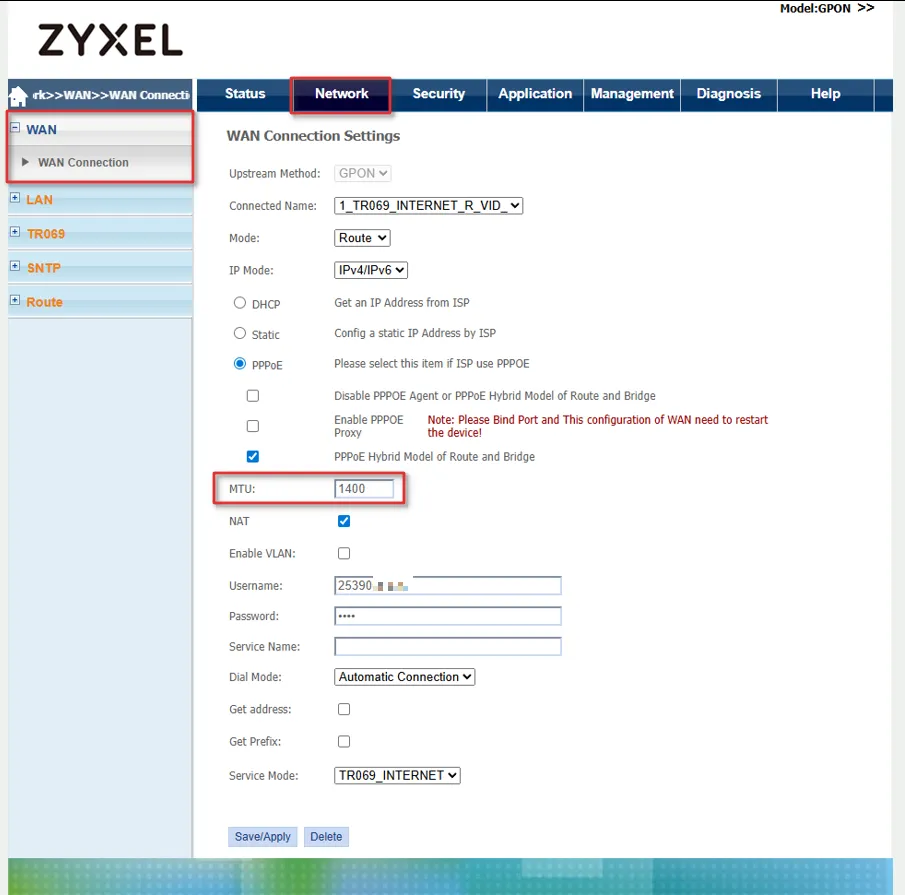 Model:GPON >>
ZYXEL
rk>>WAN>>WAN Connecti
Status Network Security Application Management Diagnosis Help
WAN
WAN Connection
LAN
TR069
SNTP
Route
WAN Connection Settings
Upstream Method: GPON
Connected Name: 1_TR069_INTERNET_R_VID_
Mode: Route
IP Mode: IPv4/IPv6
DHCP Get an IP Address from ISP
Static Config a static IP Address by ISP
PPPoE Please select this item if ISP use PPPOE
Disable PPPOE Agent or PPPoE Hybrid Model of Route and Bridge
Enable PPPOE Proxy Note: Please Bind Port and This configuration of WAN need to restart
the device!
PPPoE Hybrid Model of Route and Bridge
MTU: 1400
NAT
Enable VLAN:
Username: 25390
Password: ••••
Service Name:
Dial Mode: Automatic Connection
Get address:
Get Prefix:
Service Mode: TR069_INTERNET
Save/Apply Delete